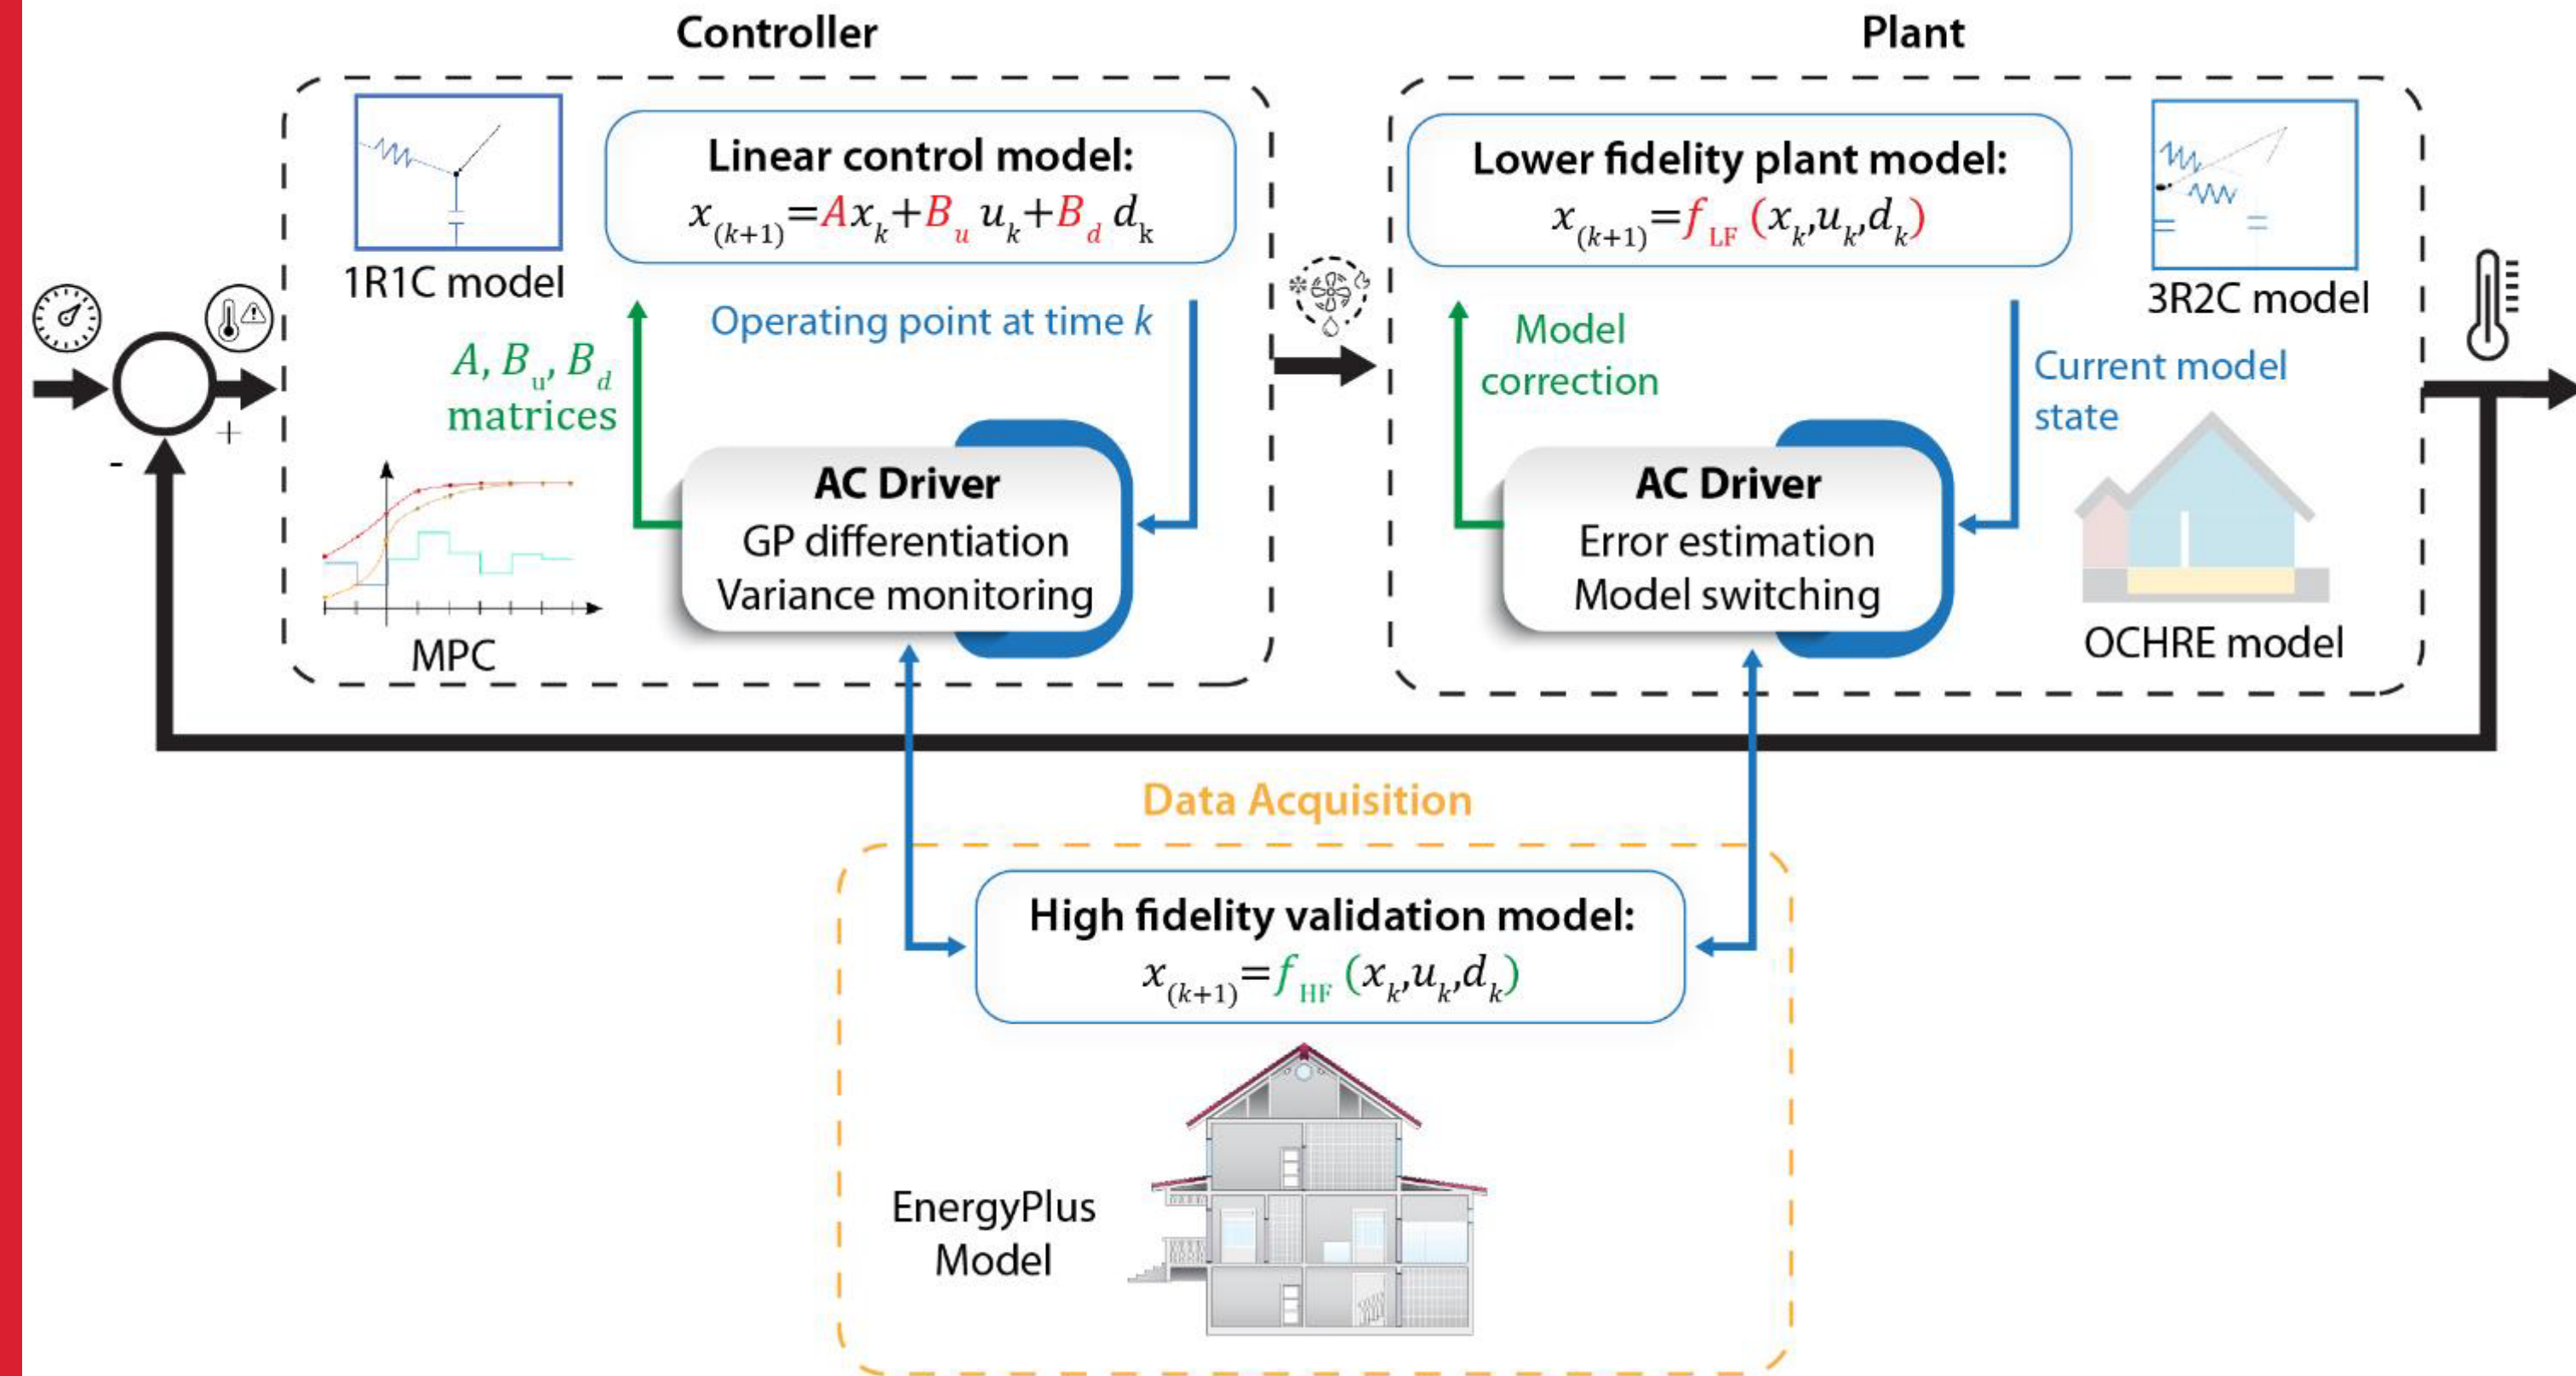 Controller
Plant
Linear control model:
x(k+1)=Axk+Bu uk+Bd dk
1R1C model
Operating point at time k
A, Bu, Bd
matrices
+
-
AC Driver
GP differentiation
Variance monitoring
MPC
Lower fidelity plant model:
x(k+1)=fLF (xk,uk,dk)
3R2C model
Model
correction
Current model
state
AC Driver
Error estimation
Model switching
OCHRE model
Data Acquisition
High fidelity validation model:
x(k+1)=fHF (xk,uk,dk)
EnergyPlus
Model